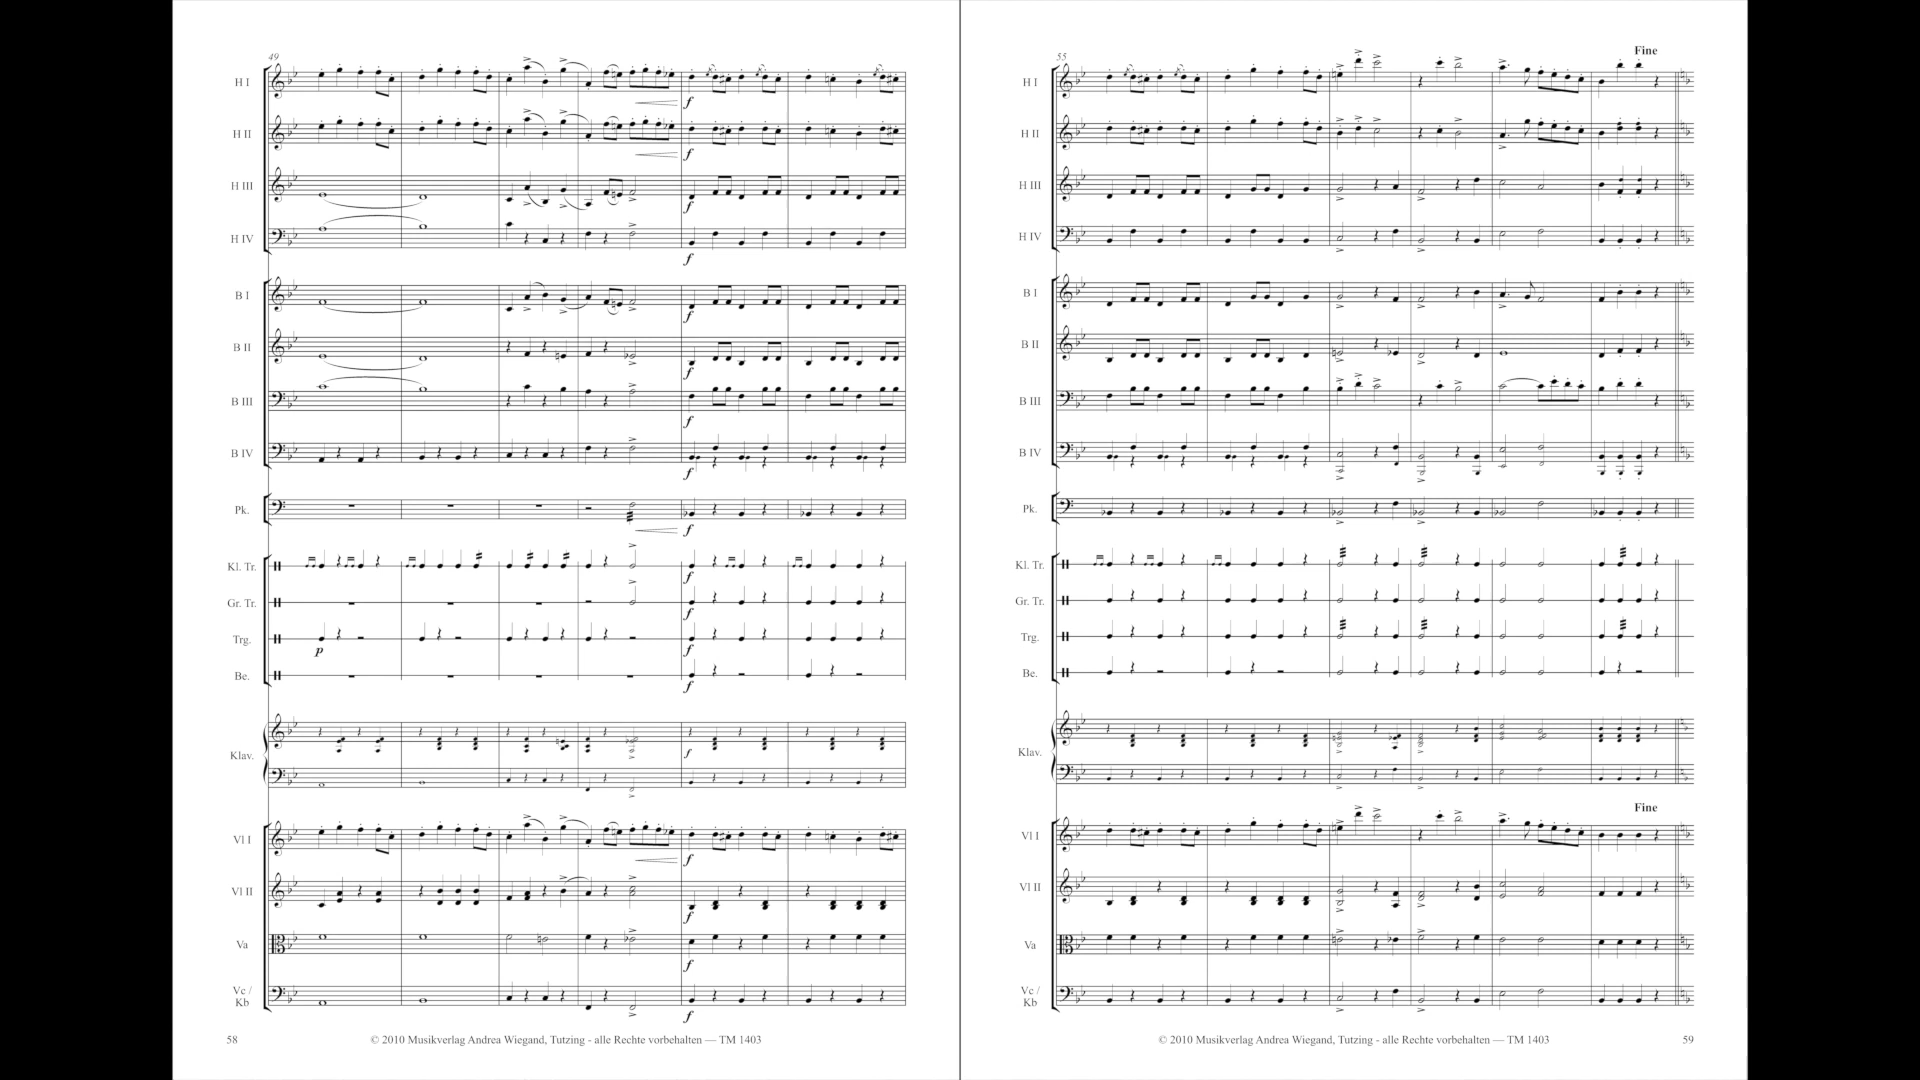 49
H I
H II
f
H III
f
H IV
f
B I
f
B II
f
B III
f
B IV
f
Pk.
f
Kl. Tr.
f
Gr. Tr.
f
Trg.
p f
Be.
f
Klav.
f
Vl I
f
Vl II
f
Va
f
Vc /
Kb
f
58
© 2010 Musikverlag Andrea Wiegand, Tutzing - alle Rechte vorbehalten — TM 1403
55
Fine
H I
H II
H III
H IV
B I
B II
B III
B IV
Pk.
Kl. Tr.
Gr. Tr.
Trg.
Be.
Klav.
Fine
Vl I
Vl II
Va
Vc /
Kb
© 2010 Musikverlag Andrea Wiegand, Tutzing - alle Rechte vorbehalten — TM 1403
59